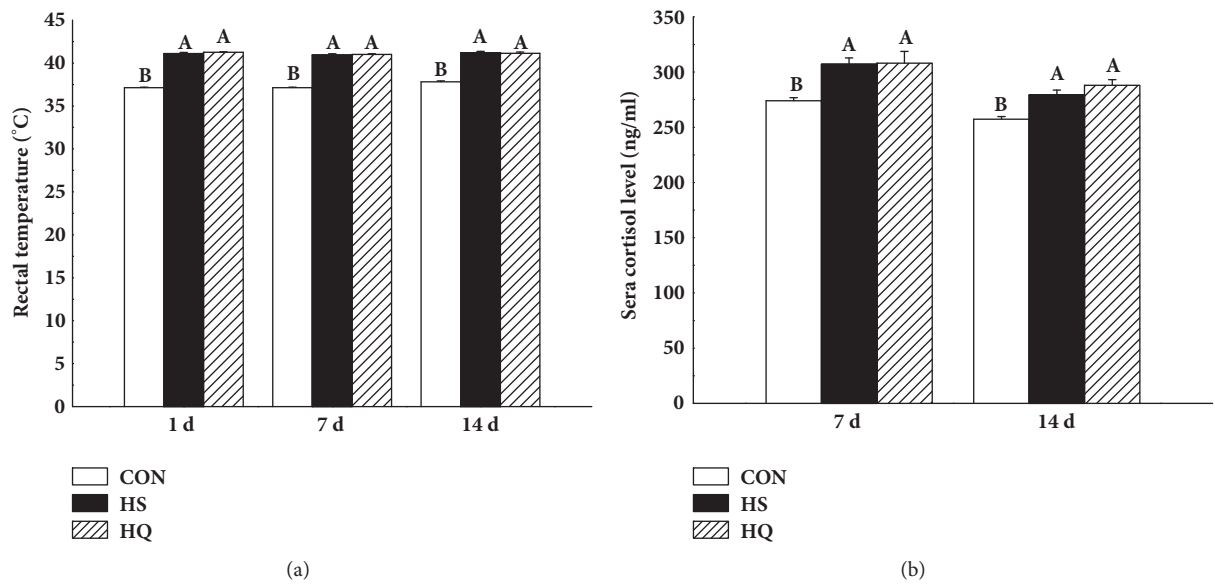 Rectal temperature (°C)
45
40
35
30
25
20
15
10
5
0
B
A
A
B
A
A
B
A
A
1 d
7 d
14 d
CON
HS
HQ
(a)
Sera cortisol level (ng/ml)
350
300
250
200
150
300
50
0
B
A
A
B
A
A
7 d
14 d
CON
HS
HQ
(b)